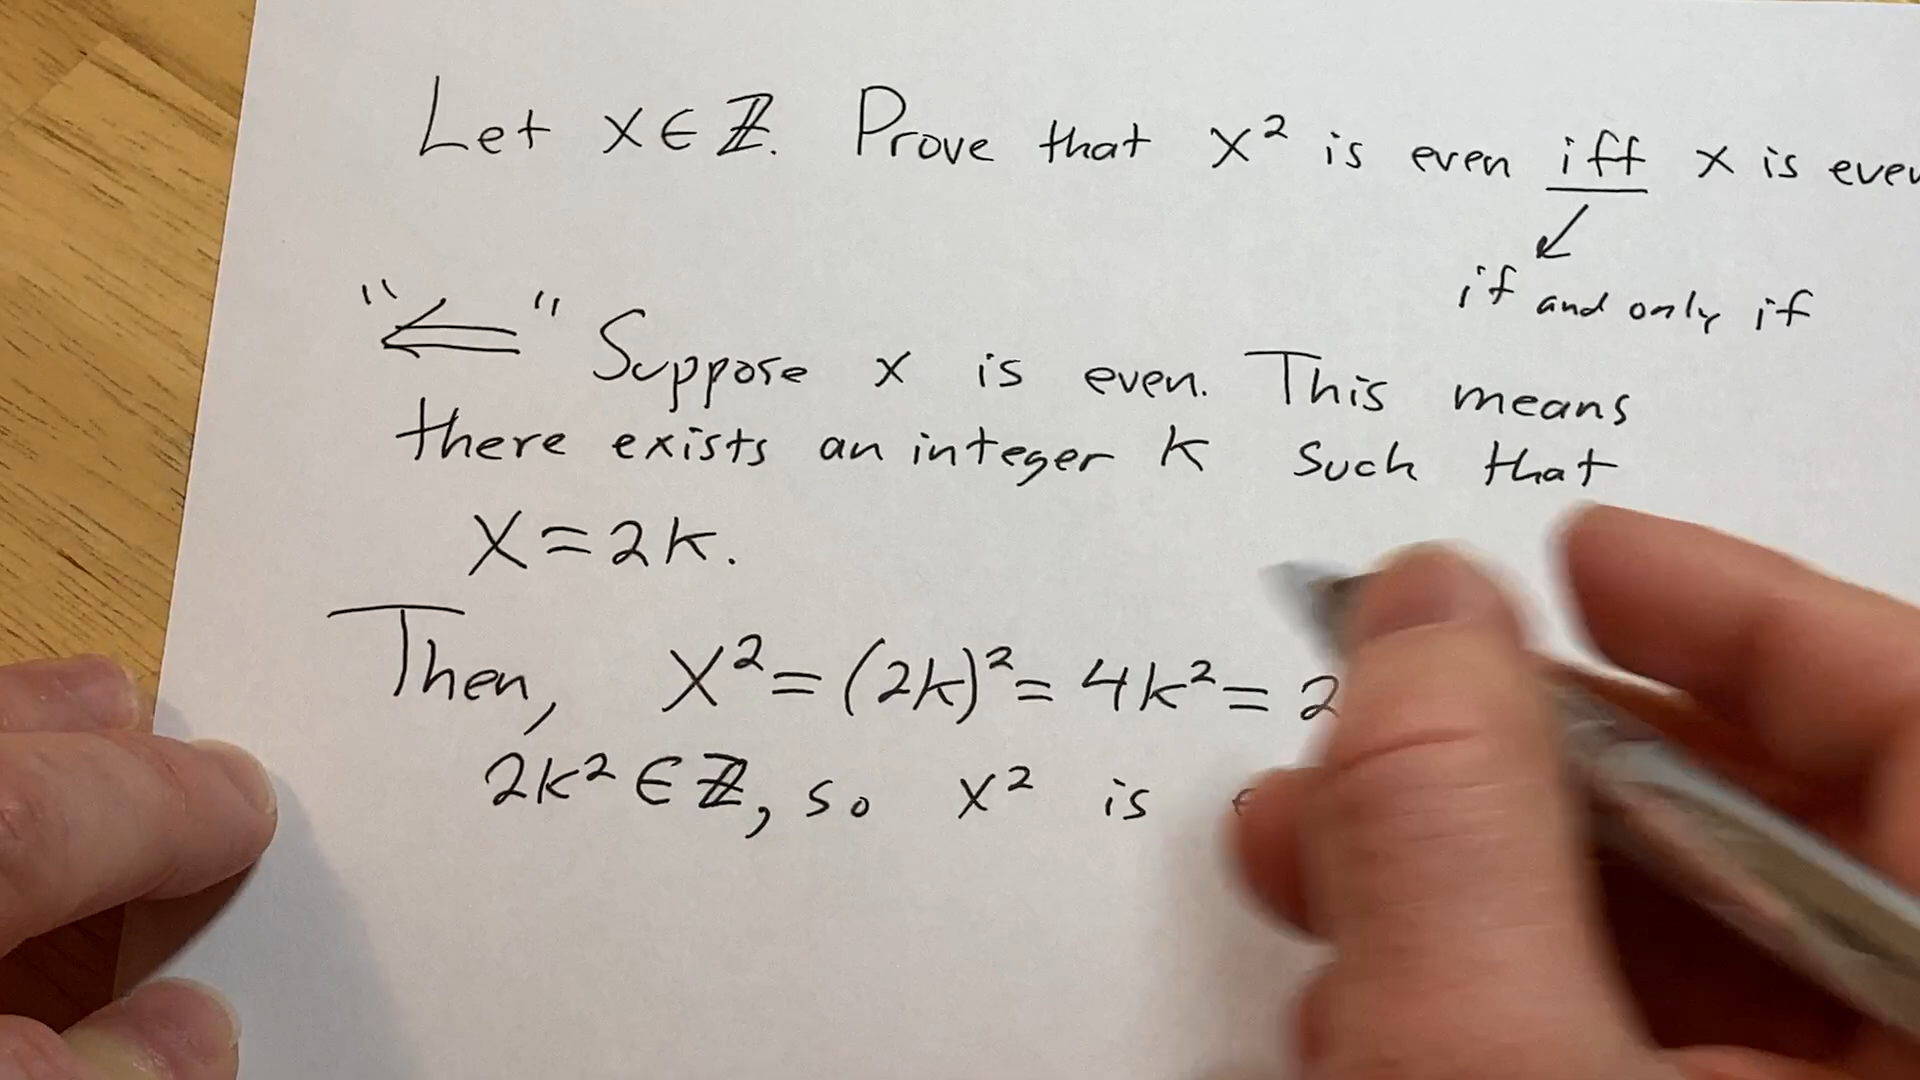 Let x ∈ ℤ. Prove that x² is even iff x is even
↙
if and only if
"⇐" Suppose x is even. This means
there exists an integer k such that
x = 2k.
Then, x² = (2k)² = 4k² = 2
2k² ∈ ℤ, so x² is